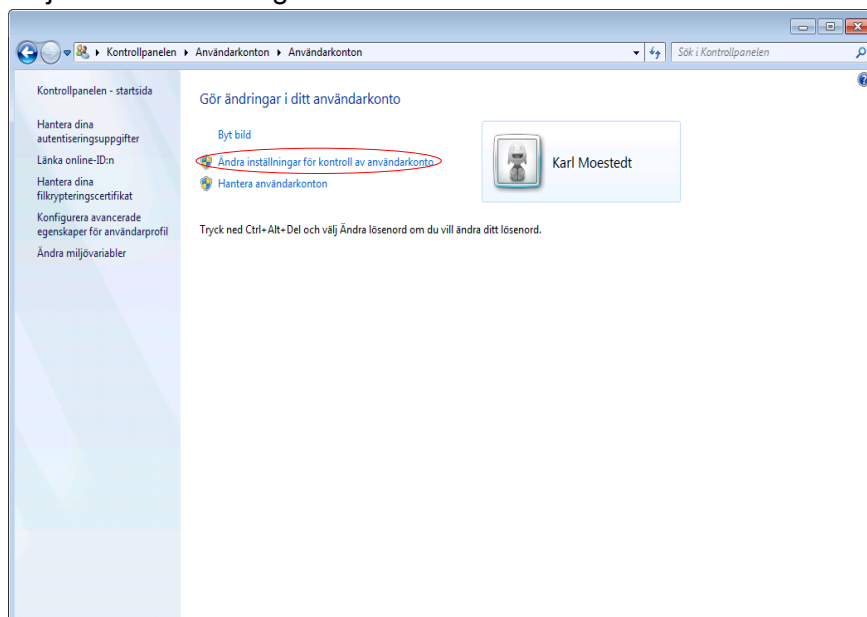 Kontrollpanelen Användarkonton Användarkonton Sök i Kontrollpanelen
Kontrollpanelen - startsida
Hantera dina
autentiseringsuppgifter
Länka online-ID:n
Hantera dina
filkrypteringscertifikat
Konfigurera avancerade
egenskaper för användarprofil
Ändra miljövariabler
Gör ändringar i ditt användarkonto
Byt bild
Ändra inställningar för kontroll av användarkonto
Hantera användarkonton
Karl Moestedt
Tryck ned Ctrl+Alt+Del och välj Ändra lösenord om du vill ändra ditt lösenord.